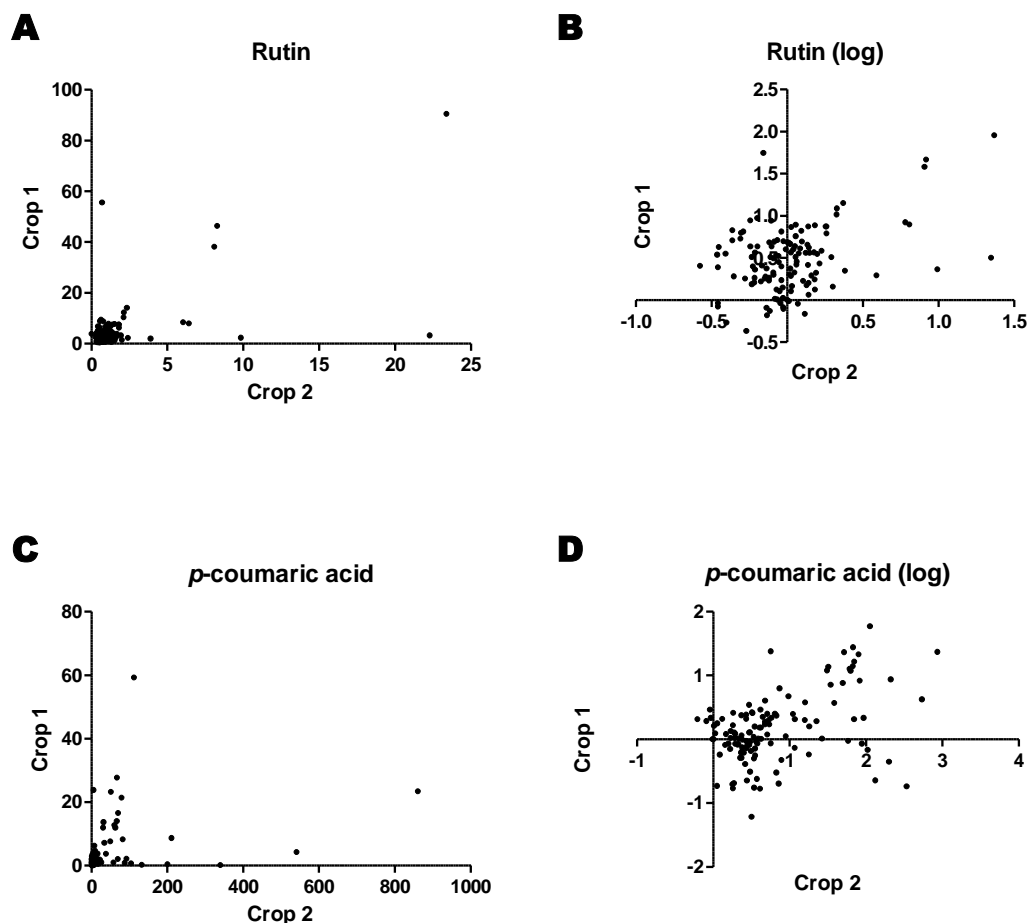 A
Rutin
100
80
60
40
20
0
Crop 1
0 5 10 15 20 25
Crop 2
B
Rutin (log)
2.5
2.0
1.5
1.0
0.5
-0.5
Crop 1
-1.0 -0.5 0.5 1.0 1.5
Crop 2
C
p-coumaric acid
80
60
40
20
0
Crop 1
0 200 400 600 800 1000
Crop 2
D
p-coumaric acid (log)
2
1
-1
-2
Crop 1
-1 1 2 3 4
Crop 2